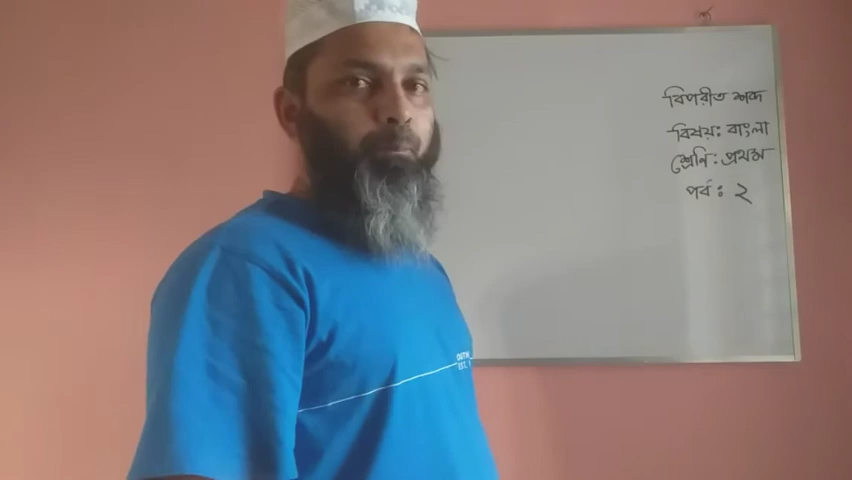 বিপরীত শব্দ
বিষয়: বাংলা
শ্রেণি: প্রথম
পর্ব: ২